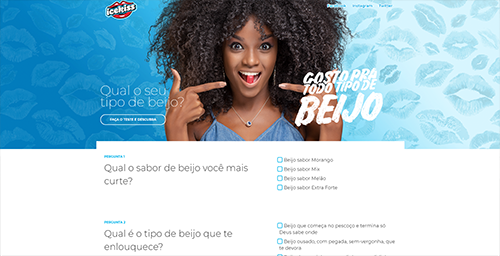 icekiss
Facebook Instagram Twitter
Qual o seu
tipo de beijo?
FAÇA O TESTE E DESCUBRA!
GOSTO PRA
TODO TIPO DE
BEIJO
PERGUNTA 1
Qual o sabor de beijo você mais
curte?
Beijo sabor Morango
Beijo sabor Mix
Beijo sabor Melão
Beijo sabor Extra Forte
PERGUNTA 2
Qual é o tipo de beijo que te
enlouquece?
Beijo que começa no pescoço e termina só
Deus sabe onde
Beijo ousado, com pegada, sem-vergonha, que
te devora